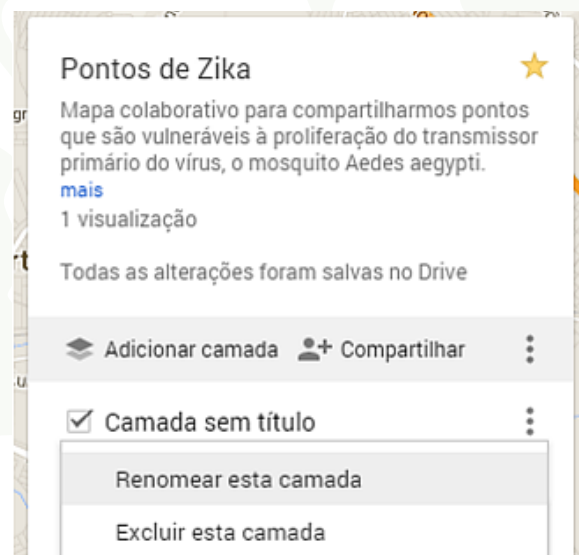 Pontos de Zika
Mapa colaborativo para compartilharmos pontos
que são vulneráveis à proliferação do transmissor
primário do vírus, o mosquito Aedes aegypti.
mais
1 visualização
Todas as alterações foram salvas no Drive
Adicionar camada Compartilhar
Camada sem título
Renomear esta camada
Excluir esta camada